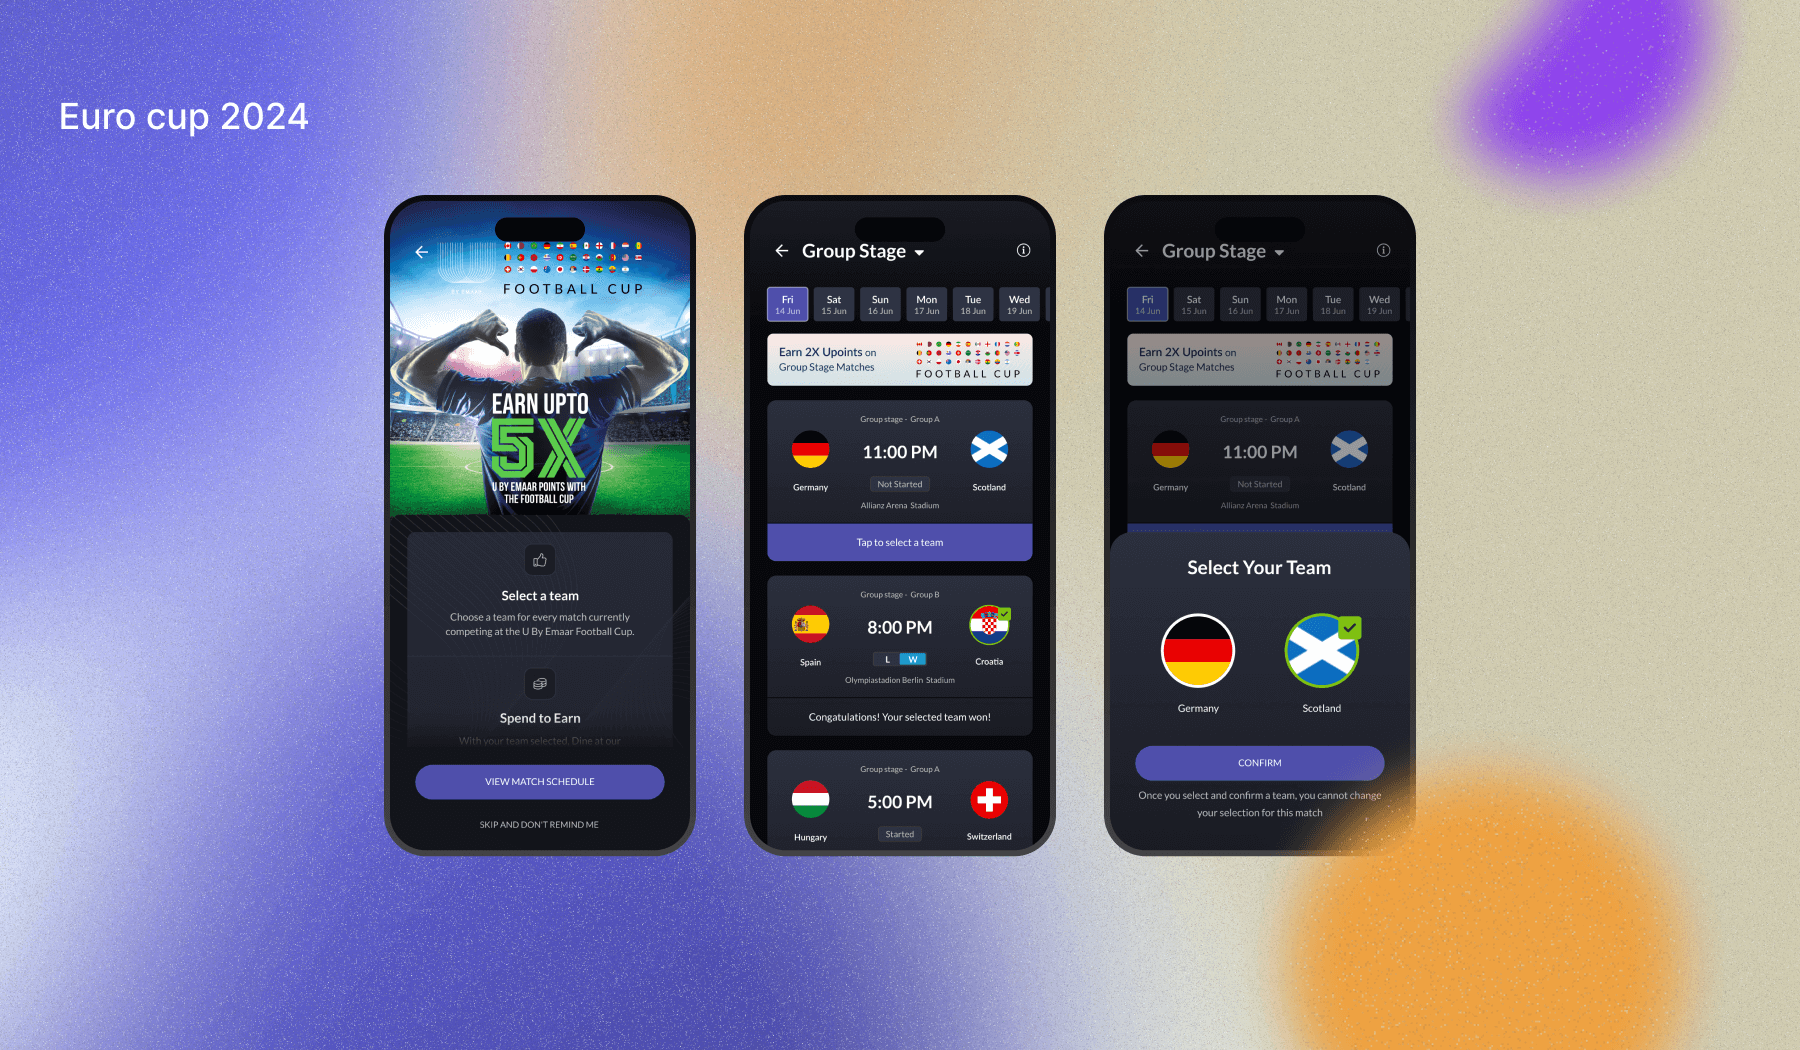 Euro cup 2024
BY EMAAR
FOOTBALL CUP
EARN UPTO
5X
U BY EMAAR POINTS WITH
THE FOOTBALL CUP
Select a team
Choose a team for every match currently
competing at the U By Emaar Football Cup.
Spend to Earn
With your team selected, Dine at our
VIEW MATCH SCHEDULE
SKIP AND DON'T REMIND ME
Group Stage
Fri Sat Sun Mon Tue Wed
14 Jun 15 Jun 16 Jun 17 Jun 18 Jun 19 Jun
Earn 2X Upoints on
Group Stage Matches
FOOTBALL CUP
Group stage - Group A
11:00 PM
Germany Not Started Scotland
Allianz Arena Stadium
Tap to select a team
Group stage - Group B
8:00 PM
Spain L W Croatia
Olympiastadion Berlin Stadium
Congatulations! Your selected team won!
Group stage - Group A
5:00 PM
Hungary Started Switzerland
Group Stage
Fri Sat Sun Mon Tue Wed
14 Jun 15 Jun 16 Jun 17 Jun 18 Jun 19 Jun
Earn 2X Upoints on
Group Stage Matches
FOOTBALL CUP
Group stage - Group A
11:00 PM
Germany Not Started Scotland
Allianz Arena Stadium
Select Your Team
Germany Scotland
CONFIRM
Once you select and confirm a team, you cannot change
your selection for this match